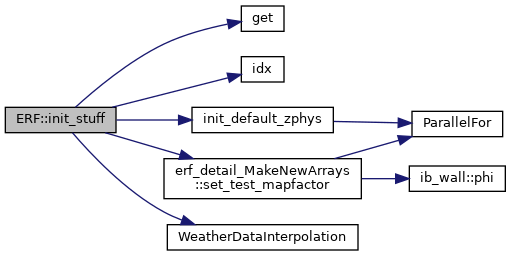 get
idx
ERF::init_stuff
init_default_zphys
ParallelFor
erf_detail_MakeNewArrays
::set_test_mapfactor
ib_wall::phi
WeatherDataInterpolation